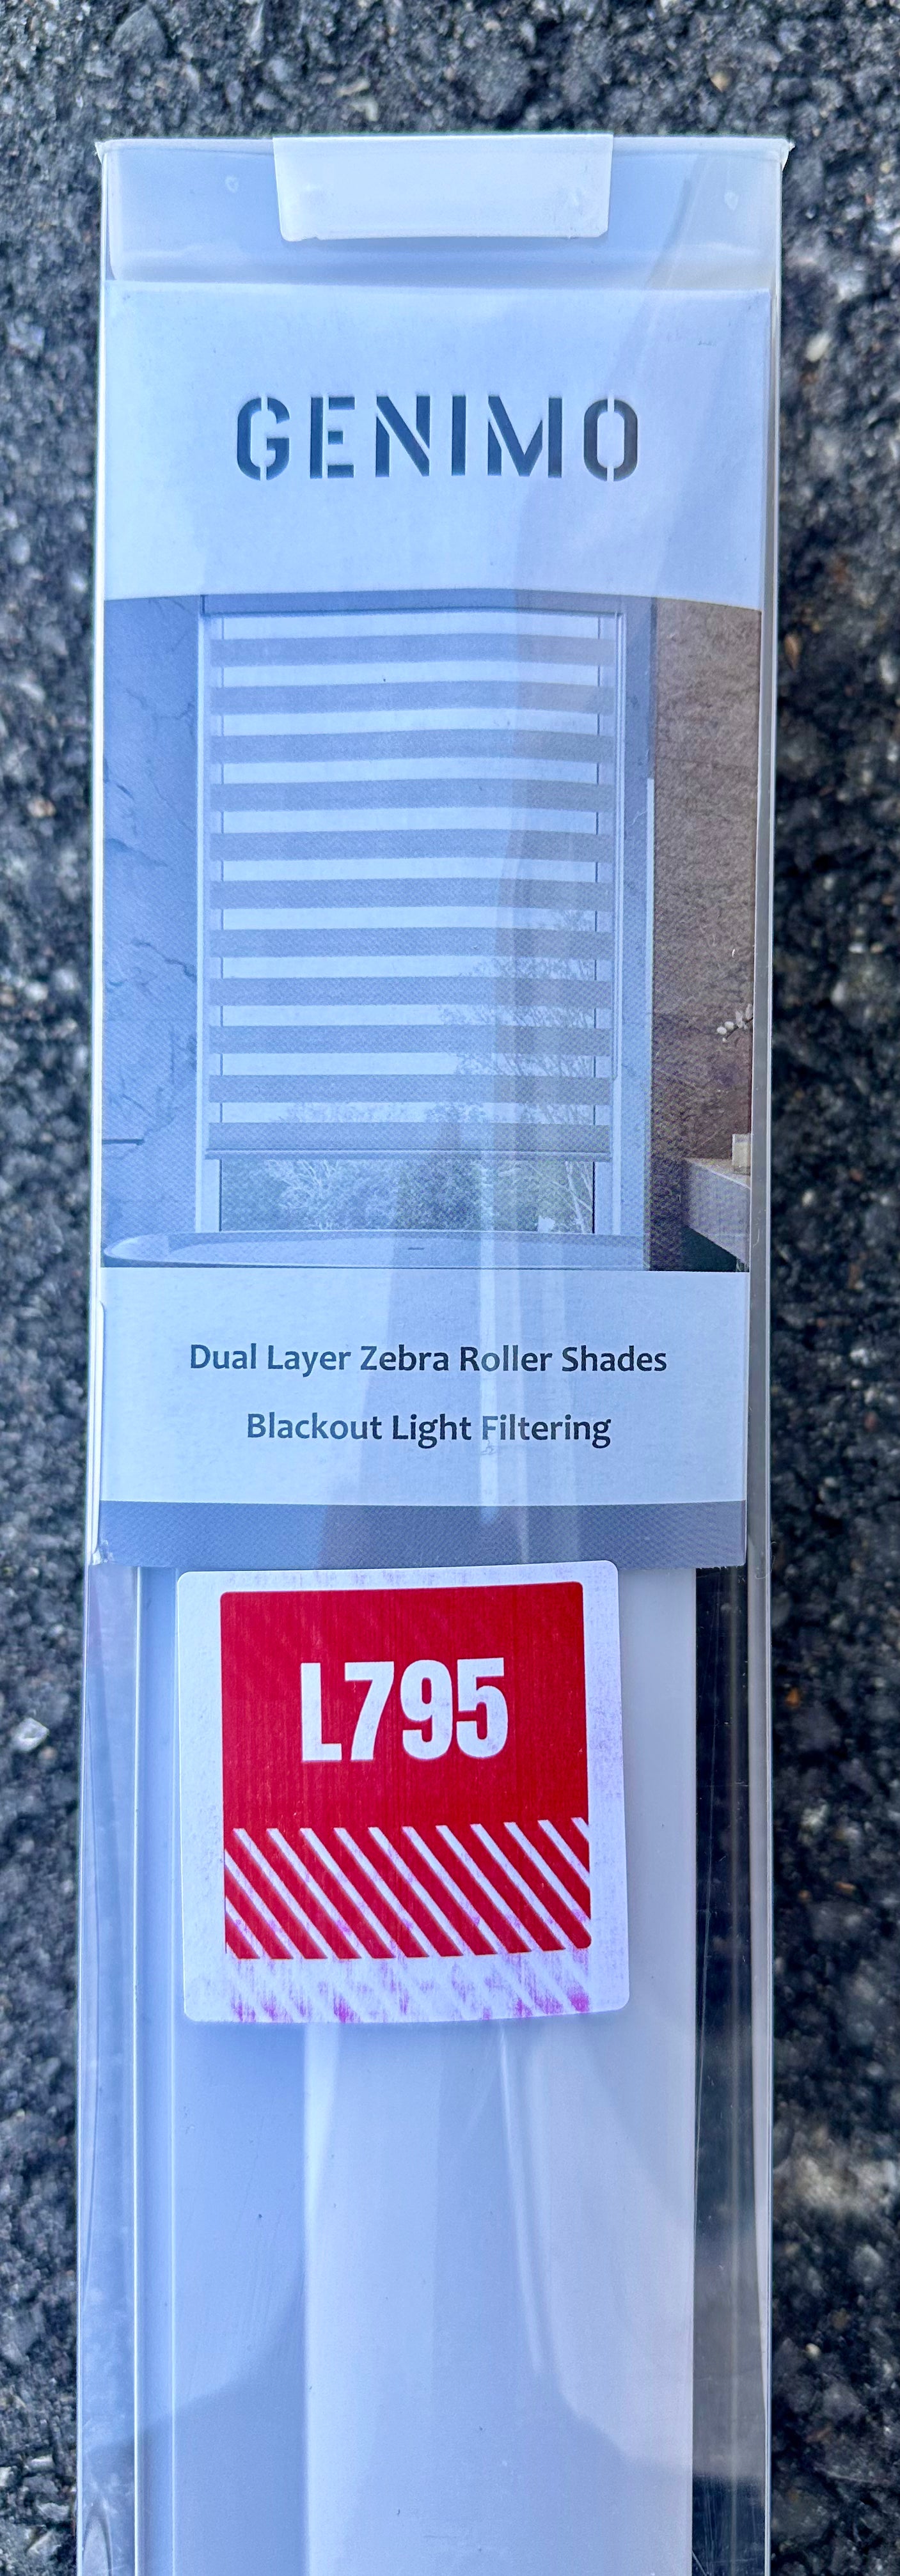 GENIMO
Dual Layer Zebra Roller Shades
Blackout Light Filtering
L795